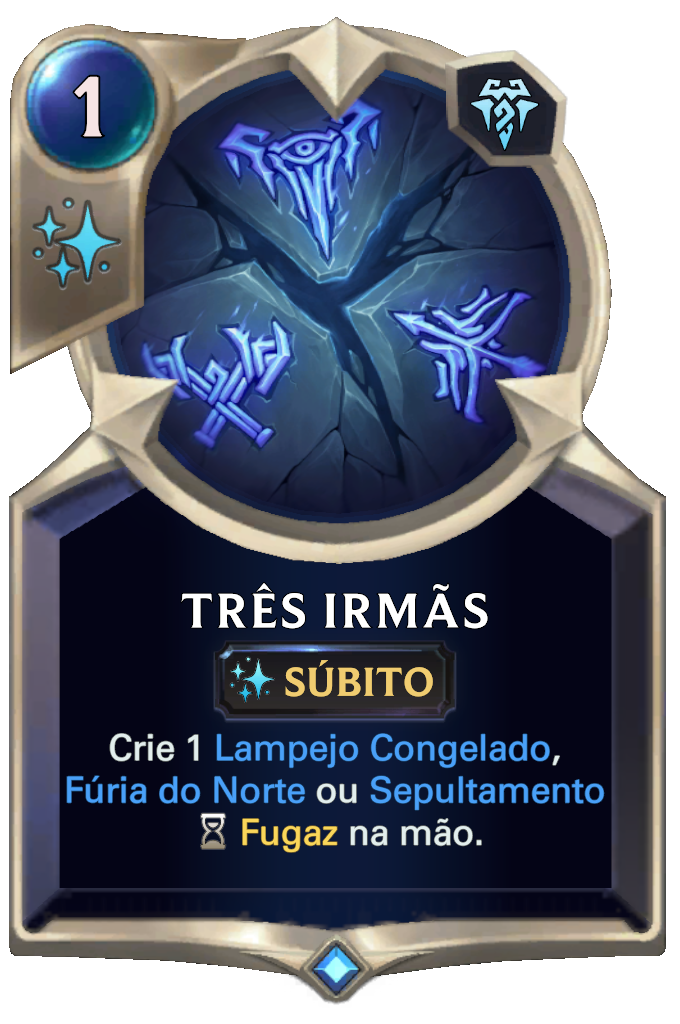 1
TRÊS IRMÃS
SÚBITO
Crie 1 Lampejo Congelado,
Fúria do Norte ou Sepultamento
Fugaz na mão.